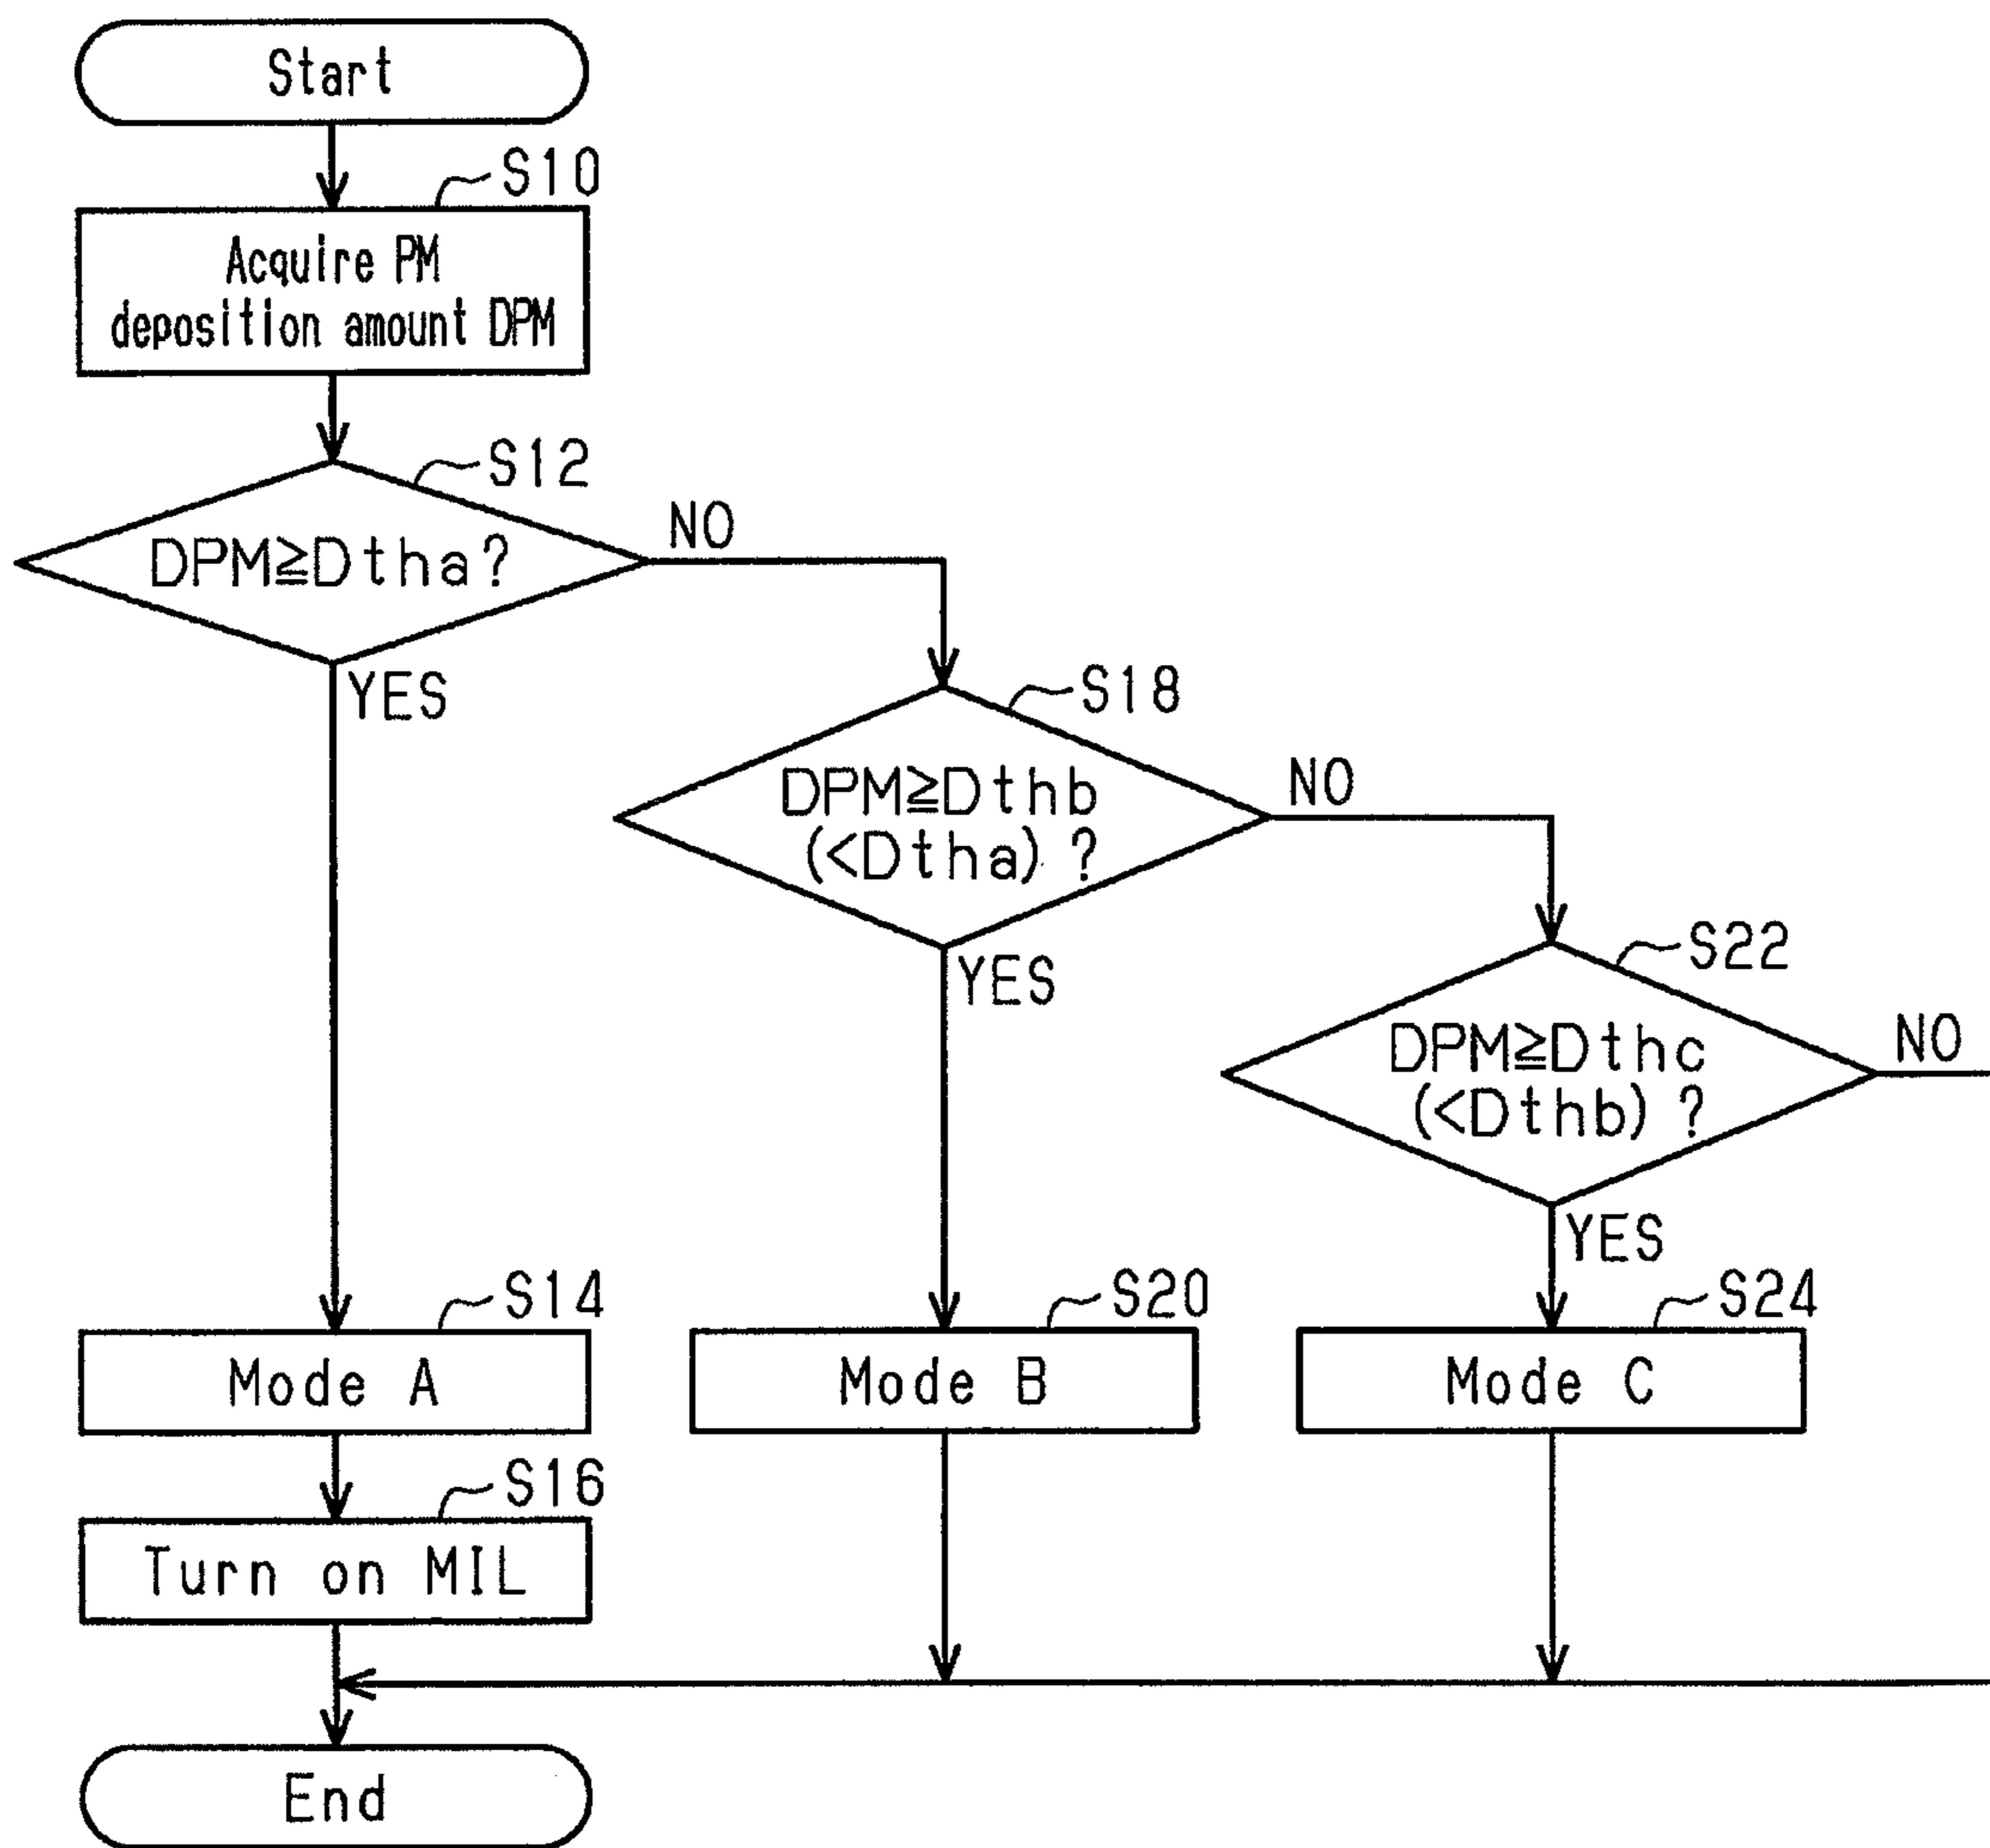 Start
S10
Acquire PM
deposition amount DPM
S12
DPM≧Dtha?
NO
YES
S18
DPM≧Dthb
(<Dtha) ?
NO
YES
S22
DPM≧Dthc
(<Dthb) ?
NO
YES
S14
Mode A
S20
Mode B
S24
Mode C
S16
Turn on MIL
End